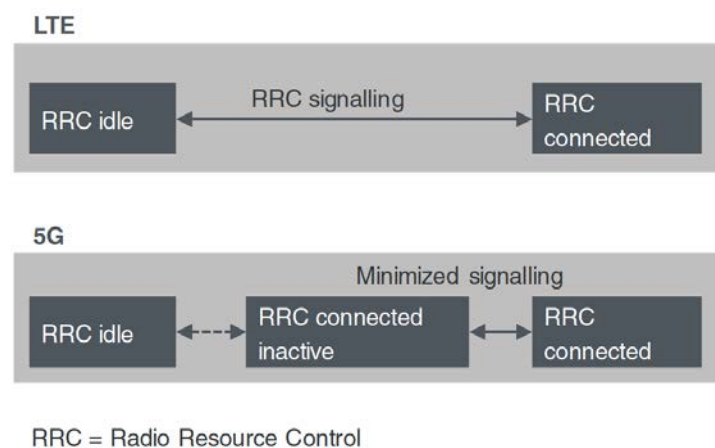 LTE
RRC idle
RRC signalling
RRC
connected
5G
Minimized signalling
RRC idle
RRC connected
inactive
RRC
connected
RRC = Radio Resource Control